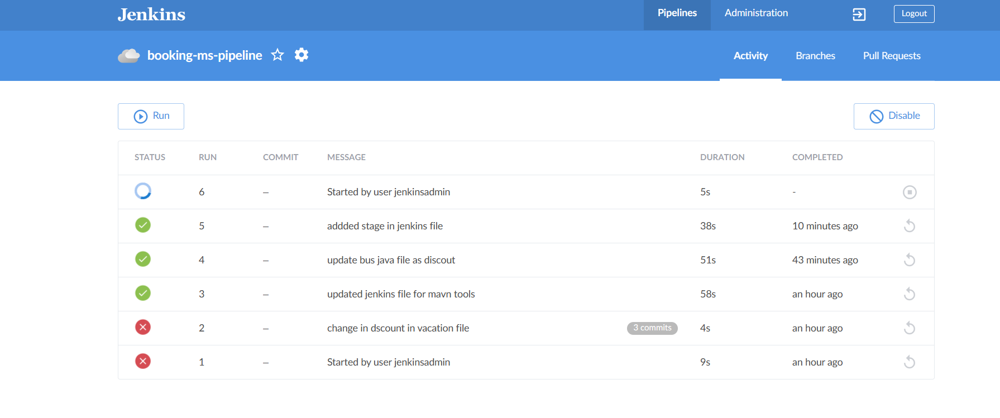 Jenkins Pipelines Administration Logout
booking-ms-pipeline Activity Branches Pull Requests
Run Disable
STATUS RUN COMMIT MESSAGE DURATION COMPLETED
6 – Started by user jenkinsadmin 5s -
5 – addded stage in jenkins file 38s 10 minutes ago
4 – update bus java file as discout 51s 43 minutes ago
3 – updated jenkins file for mavn tools 58s an hour ago
2 – change in dscount in vacation file 3 commits 4s an hour ago
1 – Started by user jenkinsadmin 9s an hour ago